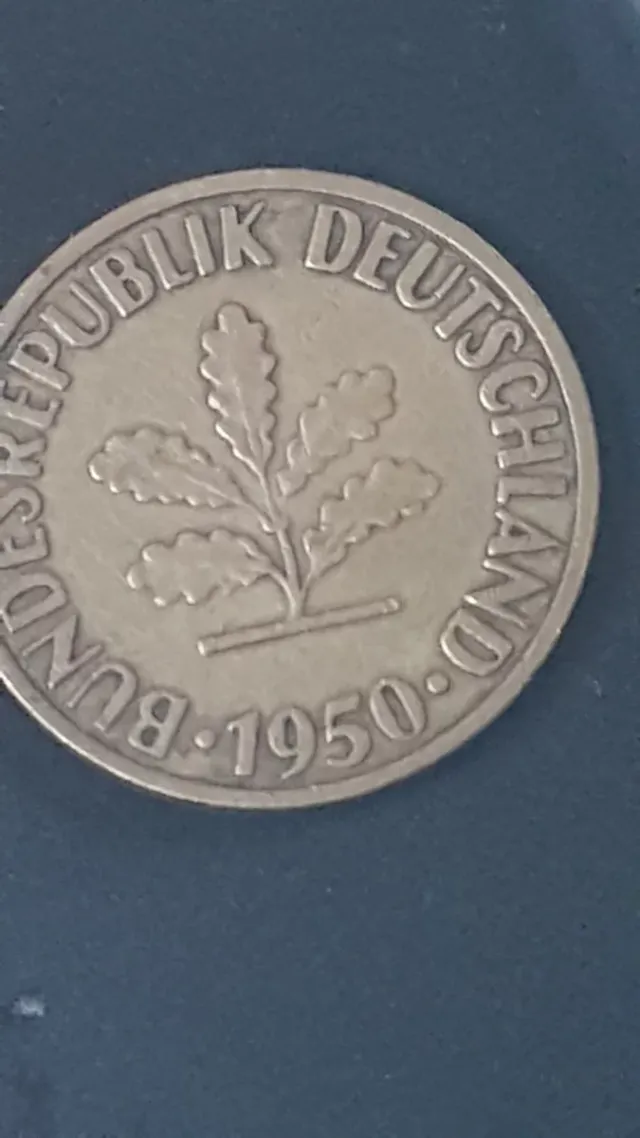 BUNDESREPUBLIK DEUTSCHLAND
· 1950 ·